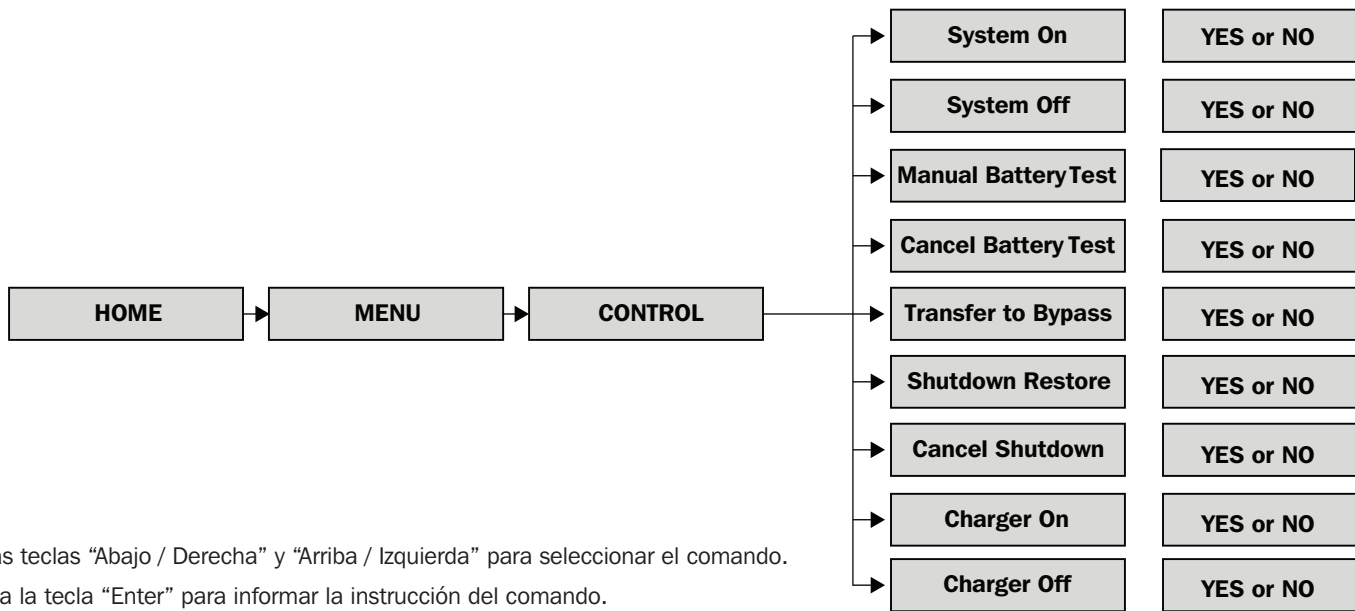 System On YES or NO
System Off YES or NO
Manual Battery Test YES or NO
Cancel Battery Test YES or NO
HOME MENU CONTROL Transfer to Bypass YES or NO
Shutdown Restore YES or NO
Cancel Shutdown YES or NO
Charger On YES or NO
teclas “Abajo / Derecha” y “Arriba / Izquierda” para seleccionar el comando.
Charger Off YES or NO
la tecla “Enter” para informar la instrucción del comando.